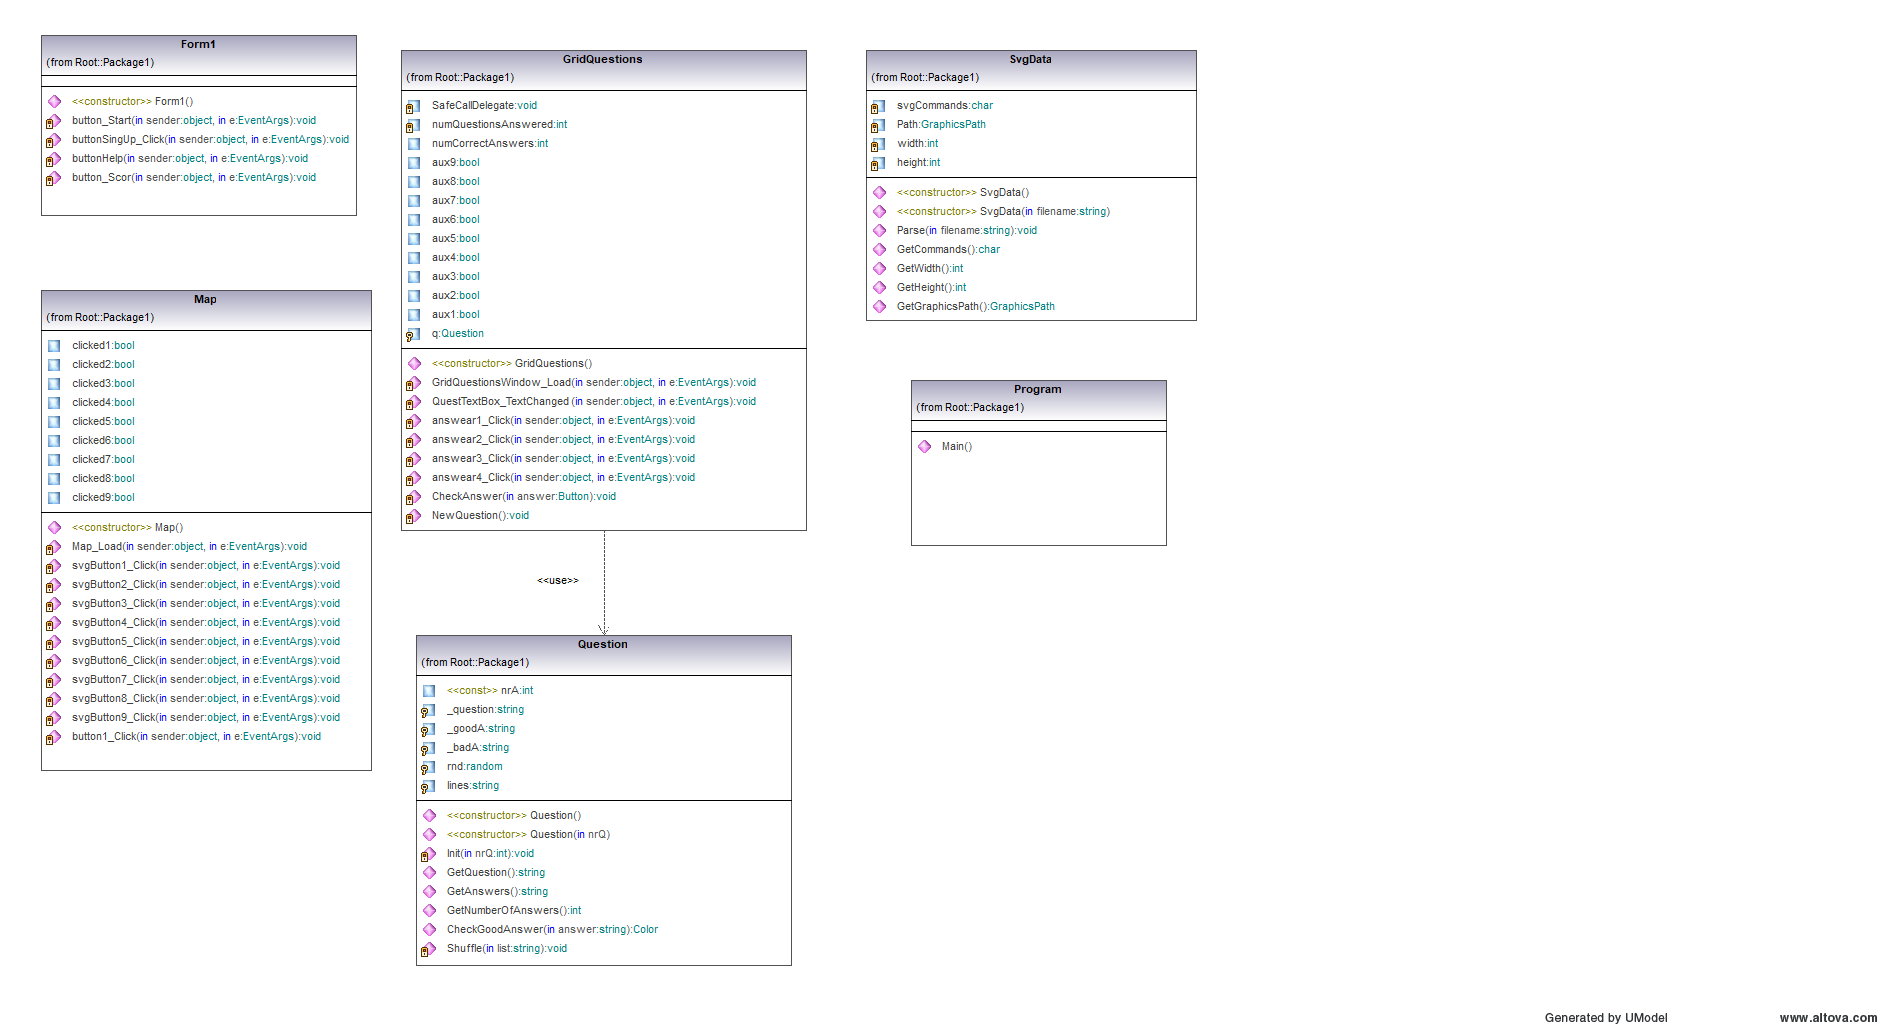 Form1
(from Root::Package1)
<<constructor>> Form1()
button_Start(in sender:object, in e:EventArgs):void
buttonSingUp_Click(in sender:object, in e:EventArgs):void
buttonHelp(in sender:object, in e:EventArgs):void
button_Scor(in sender:object, in e:EventArgs):void
Map
(from Root::Package1)
clicked1:bool
clicked2:bool
clicked3:bool
clicked4:bool
clicked5:bool
clicked6:bool
clicked7:bool
clicked8:bool
clicked9:bool
<<constructor>> Map()
Map_Load(in sender:object, in e:EventArgs):void
svgButton1_Click(in sender:object, in e:EventArgs):void
svgButton2_Click(in sender:object, in e:EventArgs):void
svgButton3_Click(in sender:object, in e:EventArgs):void
svgButton4_Click(in sender:object, in e:EventArgs):void
svgButton5_Click(in sender:object, in e:EventArgs):void
svgButton6_Click(in sender:object, in e:EventArgs):void
svgButton7_Click(in sender:object, in e:EventArgs):void
svgButton8_Click(in sender:object, in e:EventArgs):void
svgButton9_Click(in sender:object, in e:EventArgs):void
button1_Click(in sender:object, in e:EventArgs):void
GridQuestions
(from Root::Package1)
SafeCallDelegate:void
numQuestionsAnswered:int
numCorrectAnswers:int
aux9:bool
aux8:bool
aux7:bool
aux6:bool
aux5:bool
aux4:bool
aux3:bool
aux2:bool
aux1:bool
q:Question
<<constructor>> GridQuestions()
GridQuestionsWindow_Load(in sender:object, in e:EventArgs):void
QuestTextBox_TextChanged(in sender:object, in e:EventArgs):void
answear1_Click(in sender:object, in e:EventArgs):void
answear2_Click(in sender:object, in e:EventArgs):void
answear3_Click(in sender:object, in e:EventArgs):void
answear4_Click(in sender:object, in e:EventArgs):void
CheckAnswer(in answer:Button):void
NewQuestion():void
<<use>>
Question
(from Root::Package1)
<<const>> nrA:int
_question:string
_goodA:string
_badA:string
rnd:random
lines:string
<<constructor>> Question()
<<constructor>> Question(in nrQ)
Init(in nrQ:int):void
GetQuestion():string
GetAnswers():string
GetNumberOfAnswers():int
CheckGoodAnswer(in answer:string):Color
Shuffle(in list:string):void
SvgData
(from Root::Package1)
svgCommands:char
Path:GraphicsPath
width:int
height:int
<<constructor>> SvgData()
<<constructor>> SvgData(in filename:string)
Parse(in filename:string):void
GetCommands():char
GetWidth():int
GetHeight():int
GetGraphicsPath():GraphicsPath
Program
(from Root::Package1)
Main()
Generated by UModel
www.altova.com